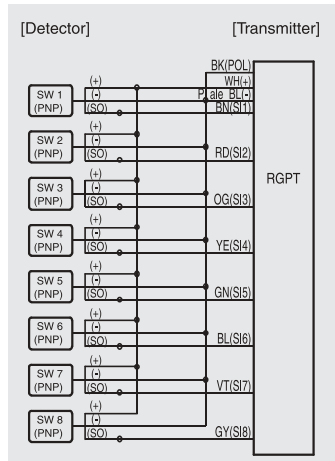 [Detector] [Transmitter]
BK(POL)
(+) WH(+)
SW 1 (-) P ale BL(-)
(PNP) (SO) BN(SI1)
(+)
SW 2 (-)
(PNP) (SO) RD(SI2)
RGPT
(+)
SW 3 (-)
(PNP) (SO) OG(SI3)
(+)
SW 4 (-)
(PNP) (SO) YE(SI4)
(+)
SW 5 (-)
(PNP) (SO) GN(SI5)
(+)
SW 6 (-)
(PNP) (SO) BL(SI6)
(+)
SW 7 (-)
(PNP) (SO) VT(SI7)
(+)
SW 8 (-)
(PNP) (SO) GY(SI8)